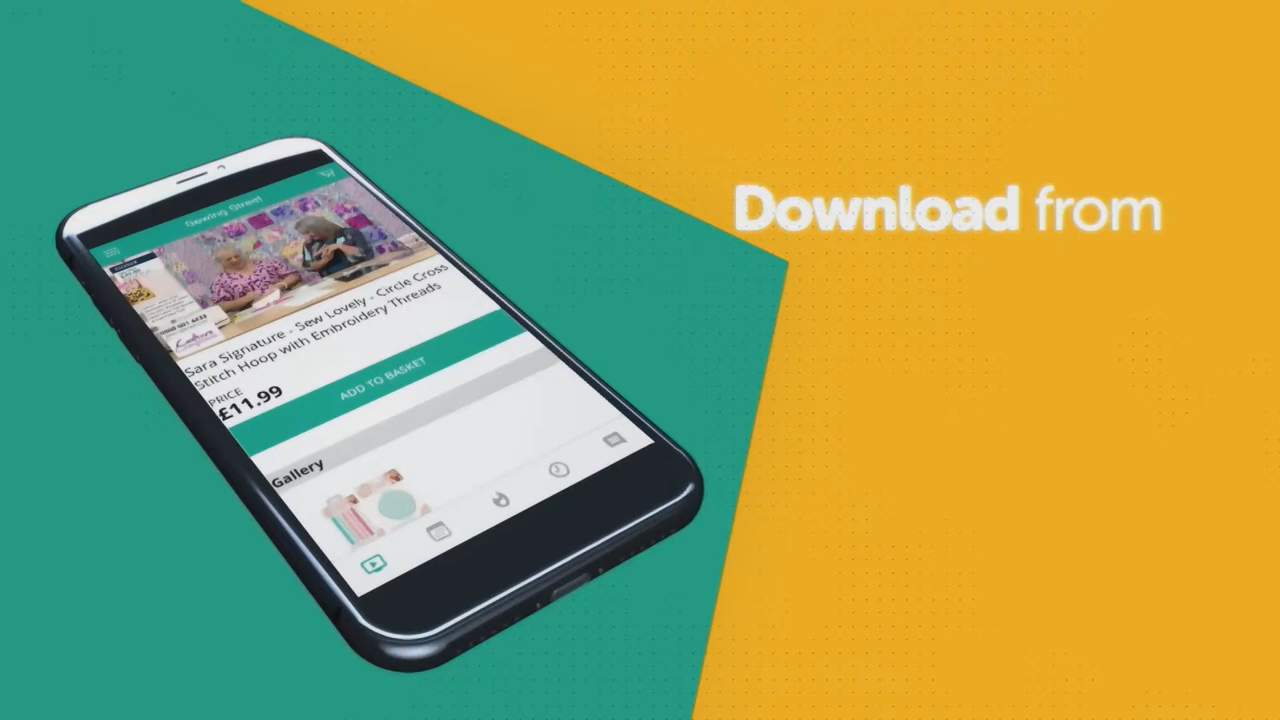 Download from
Sewing Street
Sara Signature - Sew Lovely - Circle Cross
Stitch Hoop with Embroidery Threads
PRICE
£11.99
ADD TO BASKET
Gallery